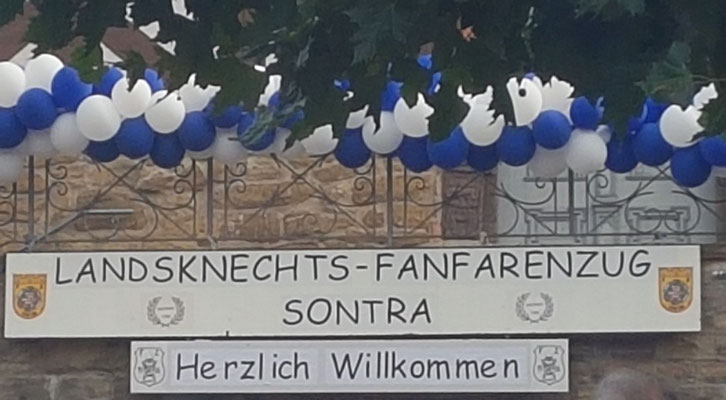 LANDSKNECHTS-FANFARENZUG
SONTRA
Herzlich Willkommen